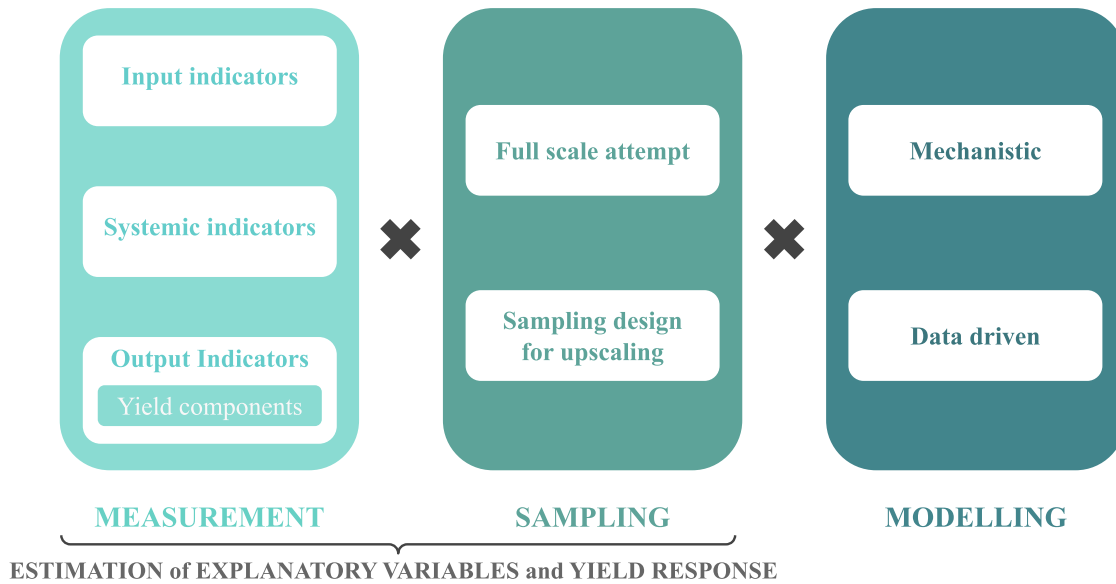 Input indicators
Systemic indicators
Output Indicators
Yield components
MEASUREMENT
Full scale attempt
Sampling design
for upscaling
SAMPLING
Mechanistic
Data driven
MODELLING
ESTIMATION of EXPLANATORY VARIABLES and YIELD RESPONSE